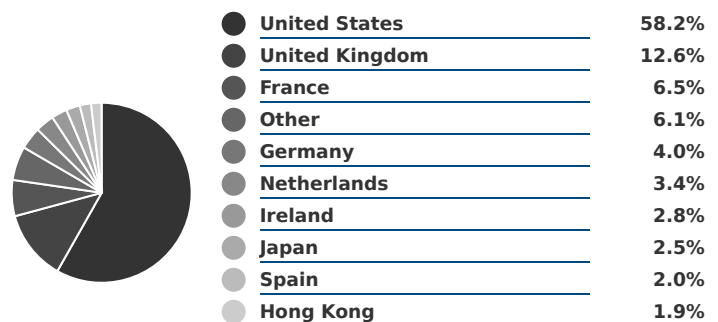 United States 58.2%
United Kingdom 12.6%
France 6.5%
Other 6.1%
Germany 4.0%
Netherlands 3.4%
Ireland 2.8%
Japan 2.5%
Spain 2.0%
Hong Kong 1.9%